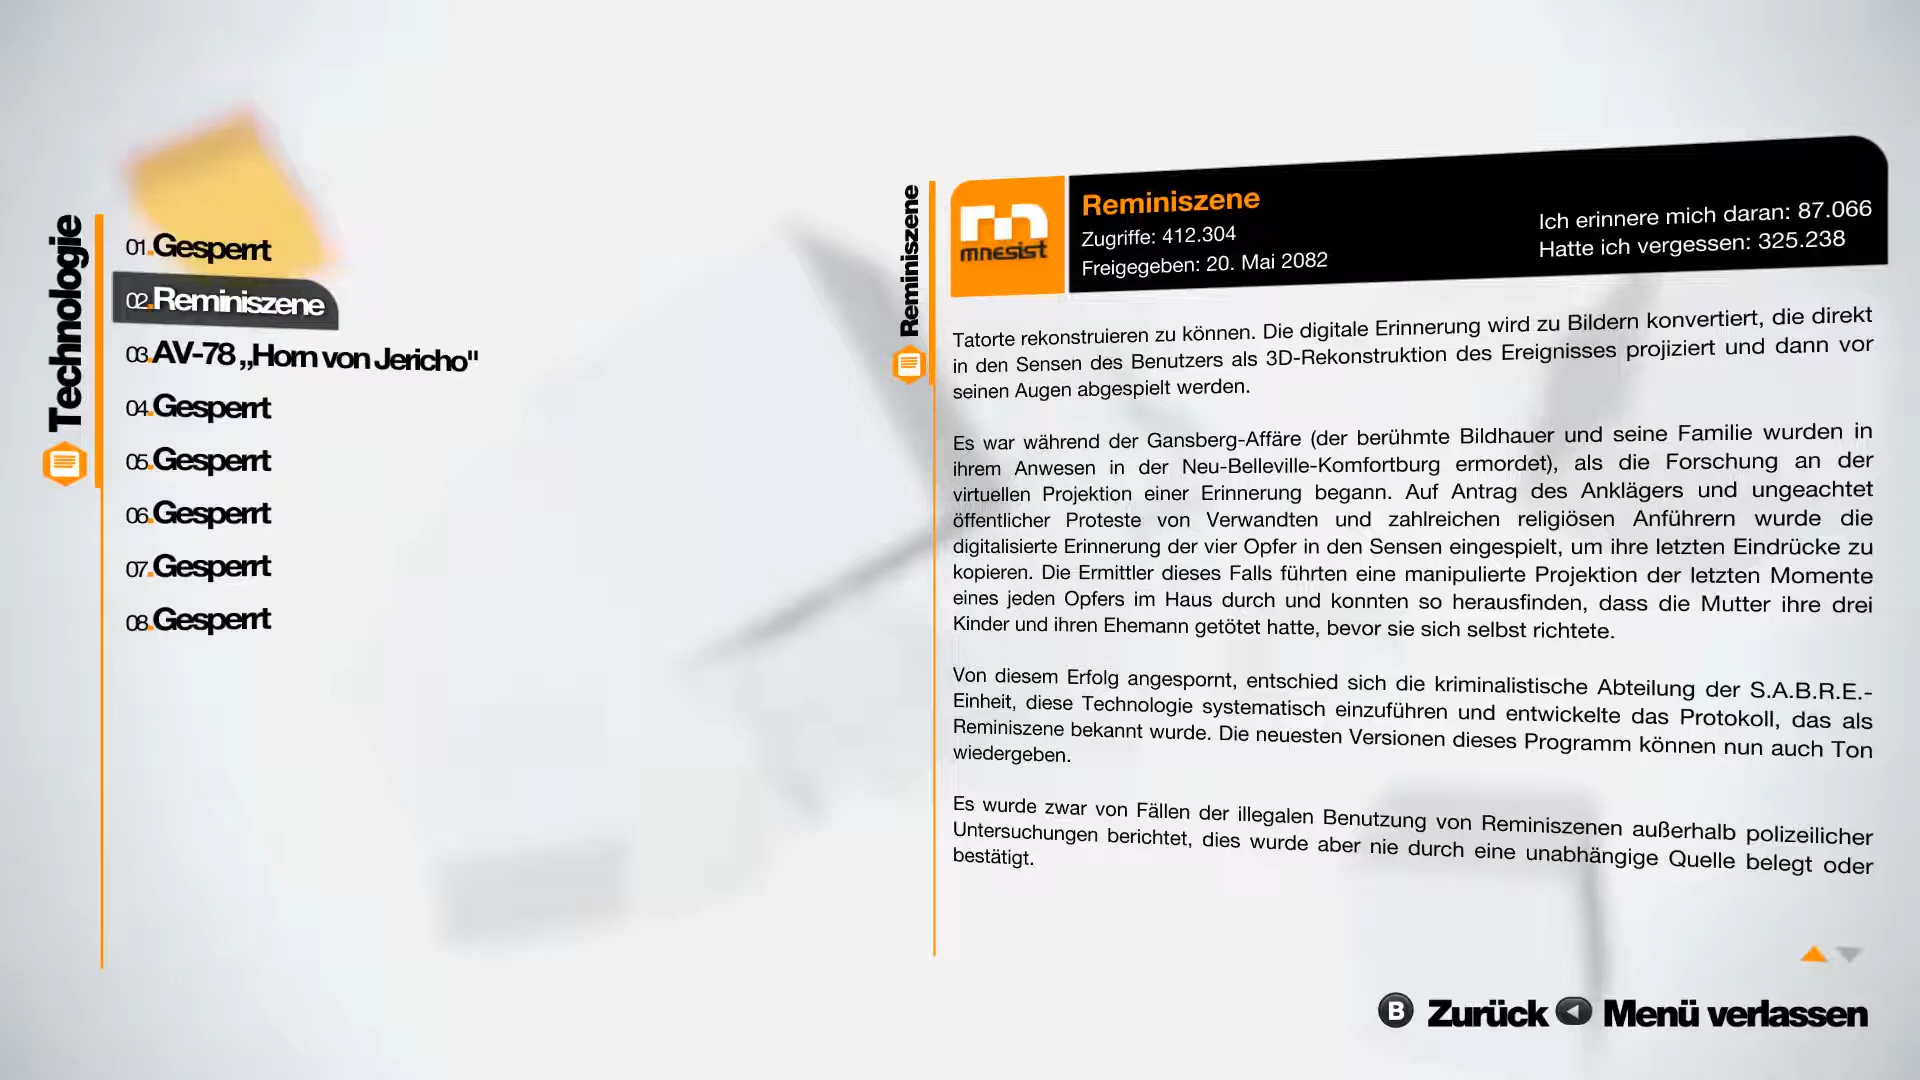 Technologie
01.Gesperrt
02.Reminiszene
03.AV-78 „Horn von Jericho"
04.Gesperrt
05.Gesperrt
06.Gesperrt
07.Gesperrt
08.Gesperrt
Reminiszene
mnesist
Reminiszene
Zugriffe: 412.304
Freigegeben: 20. Mai 2082
Ich erinnere mich daran: 87.066
Hatte ich vergessen: 325.238
Tatorte rekonstruieren zu können. Die digitale Erinnerung wird zu Bildern konvertiert, die direkt
in den Sensen des Benutzers als 3D-Rekonstruktion des Ereignisses projiziert und dann vor
seinen Augen abgespielt werden.
Es war während der Gansberg-Affäre (der berühmte Bildhauer und seine Familie wurden in
ihrem Anwesen in der Neu-Belleville-Komfortburg ermordet), als die Forschung an der
virtuellen Projektion einer Erinnerung begann. Auf Antrag des Anklägers und ungeachtet
öffentlicher Proteste von Verwandten und zahlreichen religiösen Anführern wurde die
digitalisierte Erinnerung der vier Opfer in den Sensen eingespielt, um ihre letzten Eindrücke zu
kopieren. Die Ermittler dieses Falls führten eine manipulierte Projektion der letzten Momente
eines jeden Opfers im Haus durch und konnten so herausfinden, dass die Mutter ihre drei
Kinder und ihren Ehemann getötet hatte, bevor sie sich selbst richtete.
Von diesem Erfolg angespornt, entschied sich die kriminalistische Abteilung der S.A.B.R.E.-
Einheit, diese Technologie systematisch einzuführen und entwickelte das Protokoll, das als
Reminiszene bekannt wurde. Die neuesten Versionen dieses Programm können nun auch Ton
wiedergeben.
Es wurde zwar von Fällen der illegalen Benutzung von Reminiszenen außerhalb polizeilicher
Untersuchungen berichtet, dies wurde aber nie durch eine unabhängige Quelle belegt oder
bestätigt.
B Zurück Menü verlassen